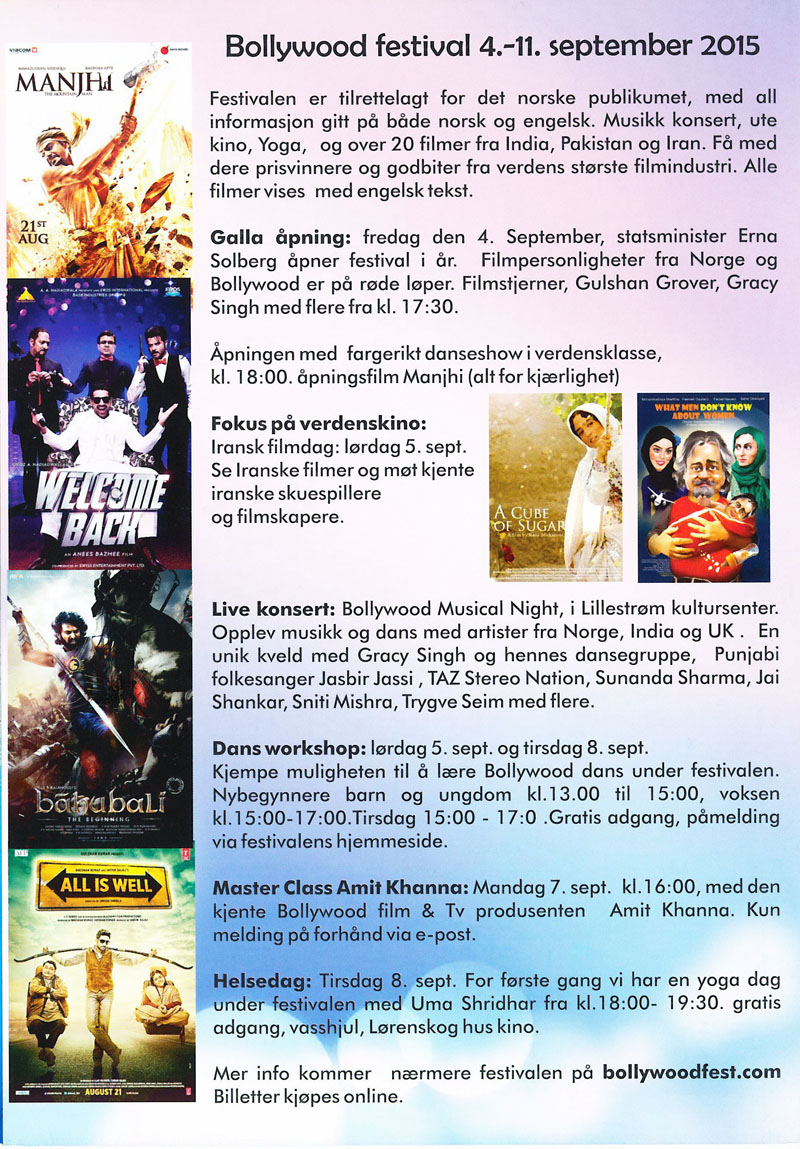 Bollywood festival 4.-11. september 2015
Festivalen er tilrettelagt for det norske publikumet, med all
informasjon gitt på både norsk og engelsk. Musikk konsert, ute
kino, Yoga, og over 20 filmer fra India, Pakistan og Iran. Få med
dere prisvinnere og godbiter fra verdens største filmindustri. Alle
filmer vises med engelsk tekst.
Galla åpning: fredag den 4. September, statsminister Erna
Solberg åpner festival i år. Filmpersonligheter fra Norge og
Bollywood er på røde løper. Filmstjerner, Gulshan Grover, Gracy
Singh med flere fra kl. 17:30.
Åpningen med fargerikt danseshow i verdensklasse,
kl. 18:00. åpningsfilm Manjhi (alt for kjærlighet)
Fokus på verdenskino:
Iransk filmdag: lørdag 5. sept.
Se Iranske filmer og møt kjente
iranske skuespillere
og filmskapere.
A CUBE
OF SUGAR
WHAT MEN DON'T KNOW
ABOUT WOMEN
Live konsert: Bollywood Musical Night, i Lillestrøm kultursenter.
Opplev musikk og dans med artister fra Norge, India og UK . En
unik kveld med Gracy Singh og hennes dansegruppe, Punjabi
folkesanger Jasbir Jassi , TAZ Stereo Nation, Sunanda Sharma, Jai
Shankar, Sniti Mishra, Trygve Seim med flere.
Dans workshop: lørdag 5. sept. og tirsdag 8. sept.
Kjempe muligheten til å lære Bollywood dans under festivalen.
Nybegynnere barn og ungdom kl.13.00 til 15:00, voksen
kl.15:00-17:00.Tirsdag 15:00 - 17:0 .Gratis adgang, påmelding
via festivalens hjemmeside.
Master Class Amit Khanna: Mandag 7. sept. kl.16:00, med den
kjente Bollywood film & Tv produsenten Amit Khanna. Kun
melding på forhånd via e-post.
Helsedag: Tirsdag 8. sept. For første gang vi har en yoga dag
under festivalen med Uma Shridhar fra kl.18:00- 19:30. gratis
adgang, vasshjul, Lørenskog hus kino.
Mer info kommer nærmere festivalen på bollywoodfest.com
Billetter kjøpes online.
VIACOM
MANJHI
THE MOUNTAIN MAN
21ST
AUG
WELCOME
BACK
AN ANEES BAZMEE FILM
bahubali
THE BEGINNING
ALL IS WELL
AUGUST 21